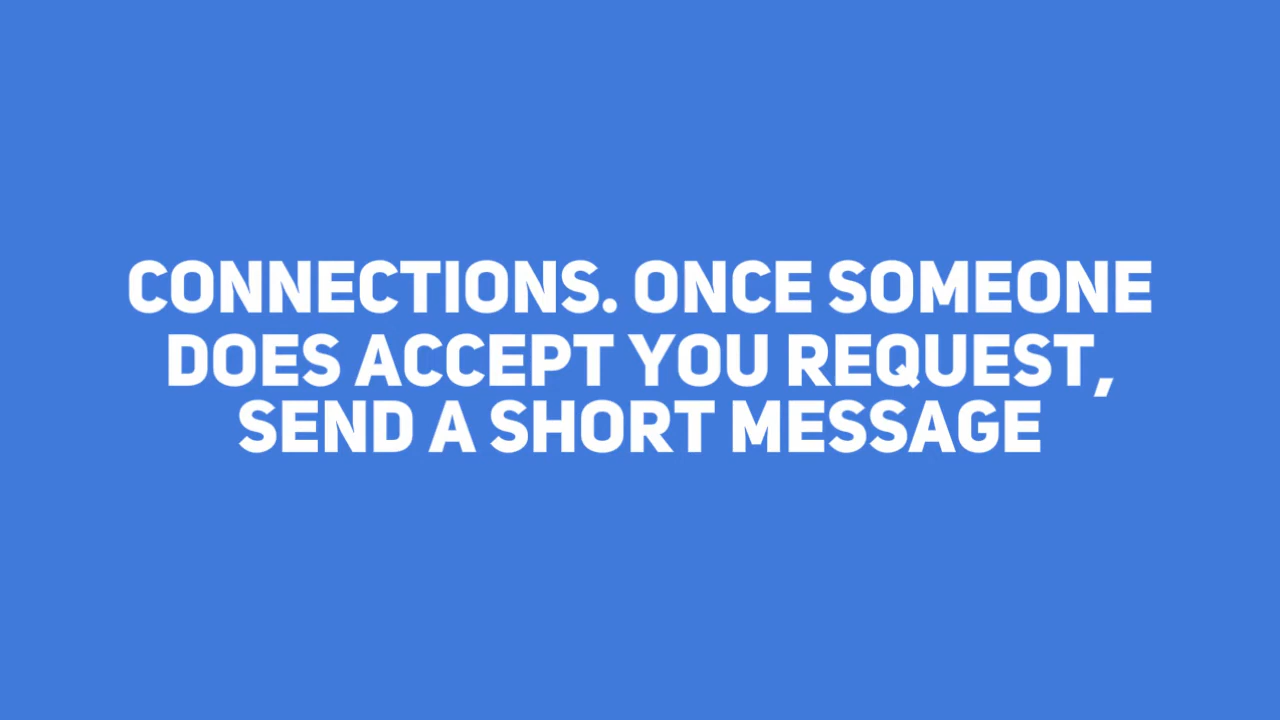 CONNECTIONS. ONCE SOMEONE
DOES ACCEPT YOU REQUEST,
SEND A SHORT MESSAGE